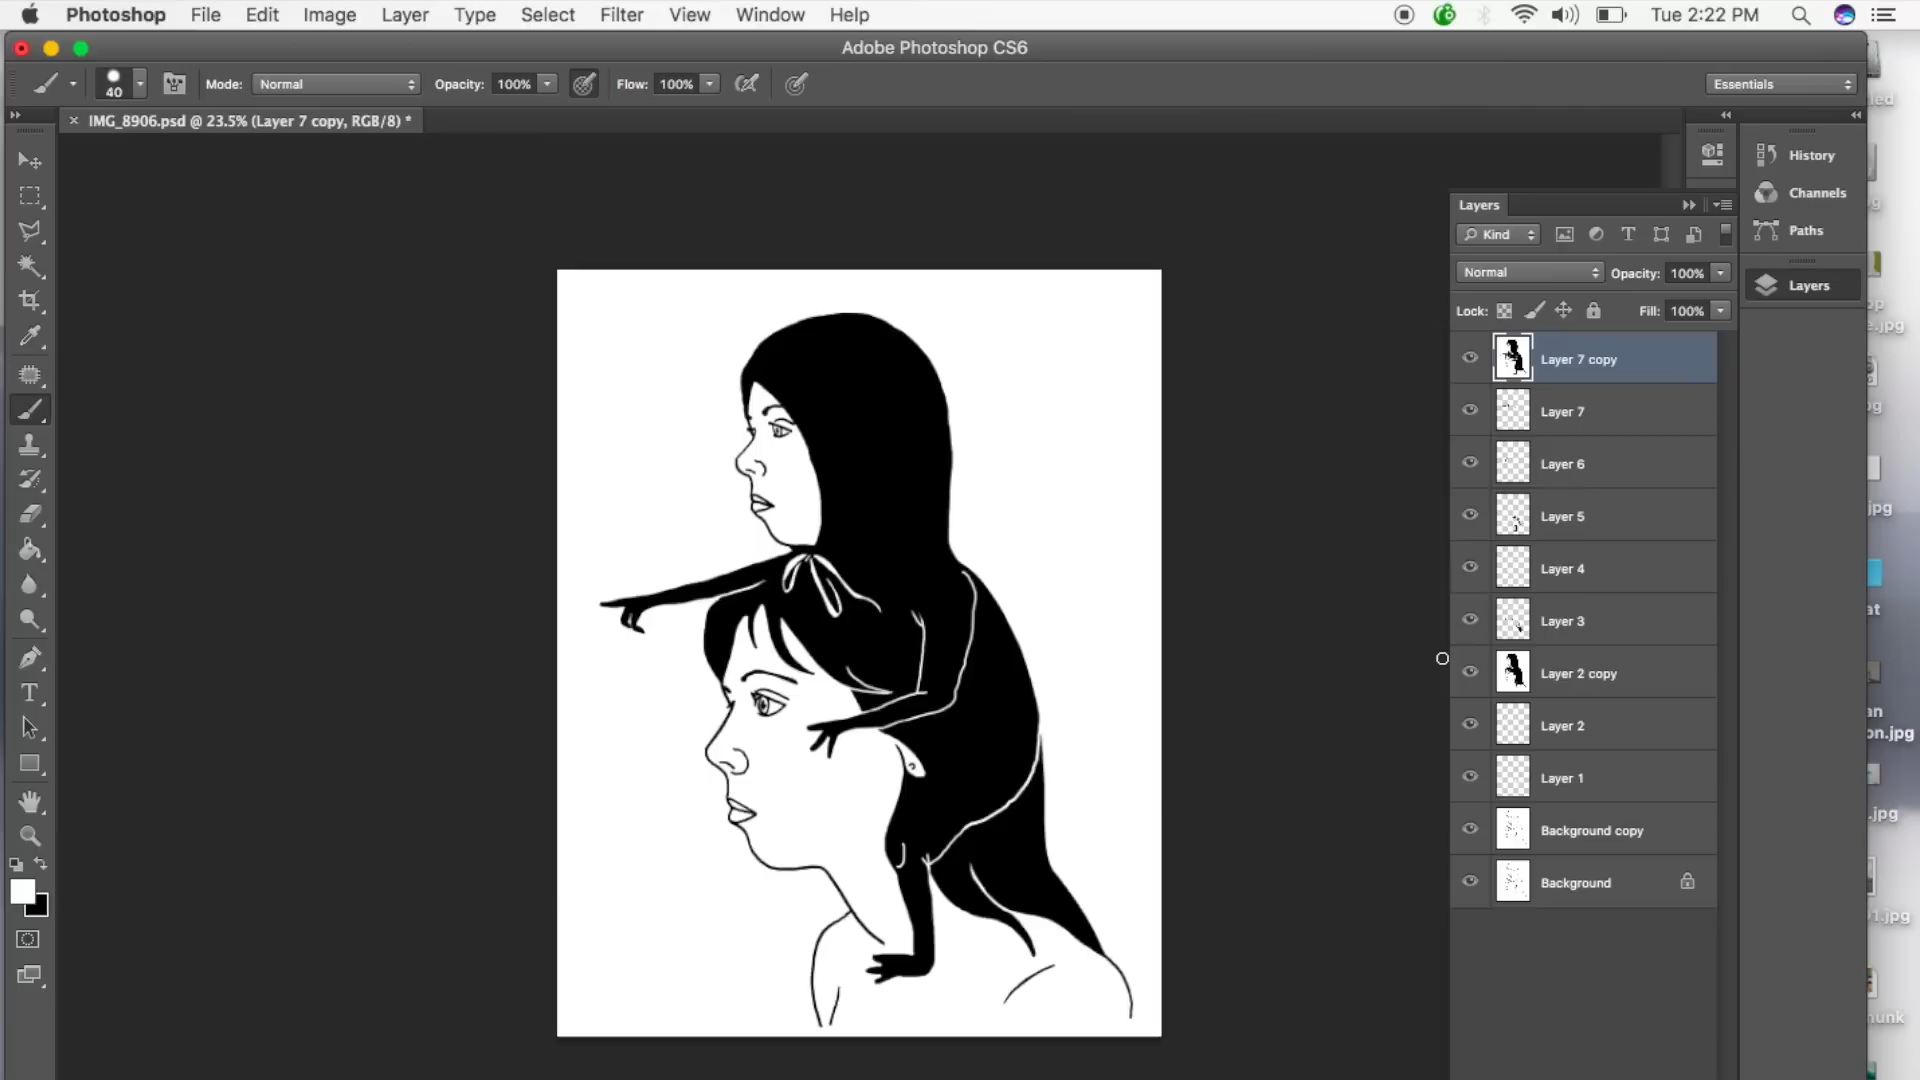 Photoshop File Edit Image Layer Type Select Filter View Window Help Tue 2:22 PM
Adobe Photoshop CS6
40 Mode: Normal Opacity: 100% Flow: 100% Essentials
IMG_8906.psd @ 23.5% (Layer 7 copy, RGB/8) *
History
Channels
Paths
Layers
Layers
Kind
Normal Opacity: 100%
Lock: Fill: 100%
Layer 7 copy
Layer 7
Layer 6
Layer 5
Layer 4
Layer 3
Layer 2 copy
Layer 2
Layer 1
Background copy
Background